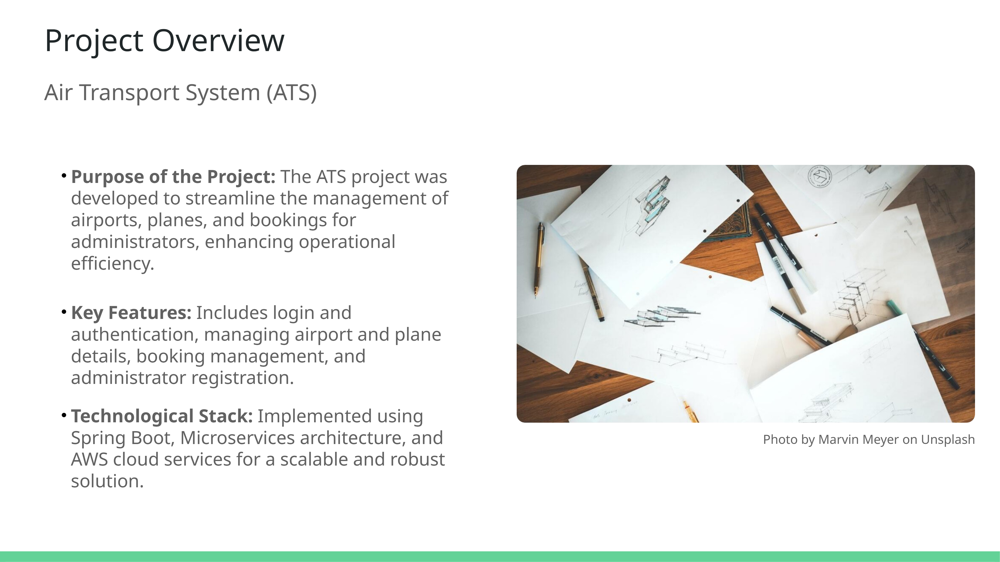 Project Overview
Air Transport System (ATS)
• Purpose of the Project: The ATS project was
developed to streamline the management of
airports, planes, and bookings for
administrators, enhancing operational
efficiency.
• Key Features: Includes login and
authentication, managing airport and plane
details, booking management, and
administrator registration.
• Technological Stack: Implemented using
Spring Boot, Microservices architecture, and
AWS cloud services for a scalable and robust
solution.
Photo by Marvin Meyer on Unsplash